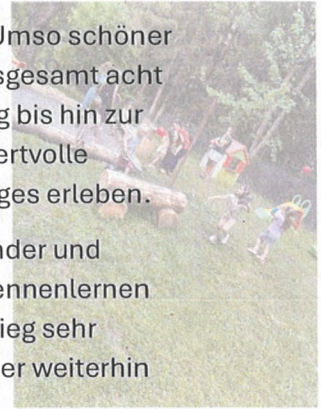 Umso schöner
sgesamt acht
g bis hin zur
ertvolle
ges erleben.
nder und
ennenlernen
ieg sehr
er weiterhin